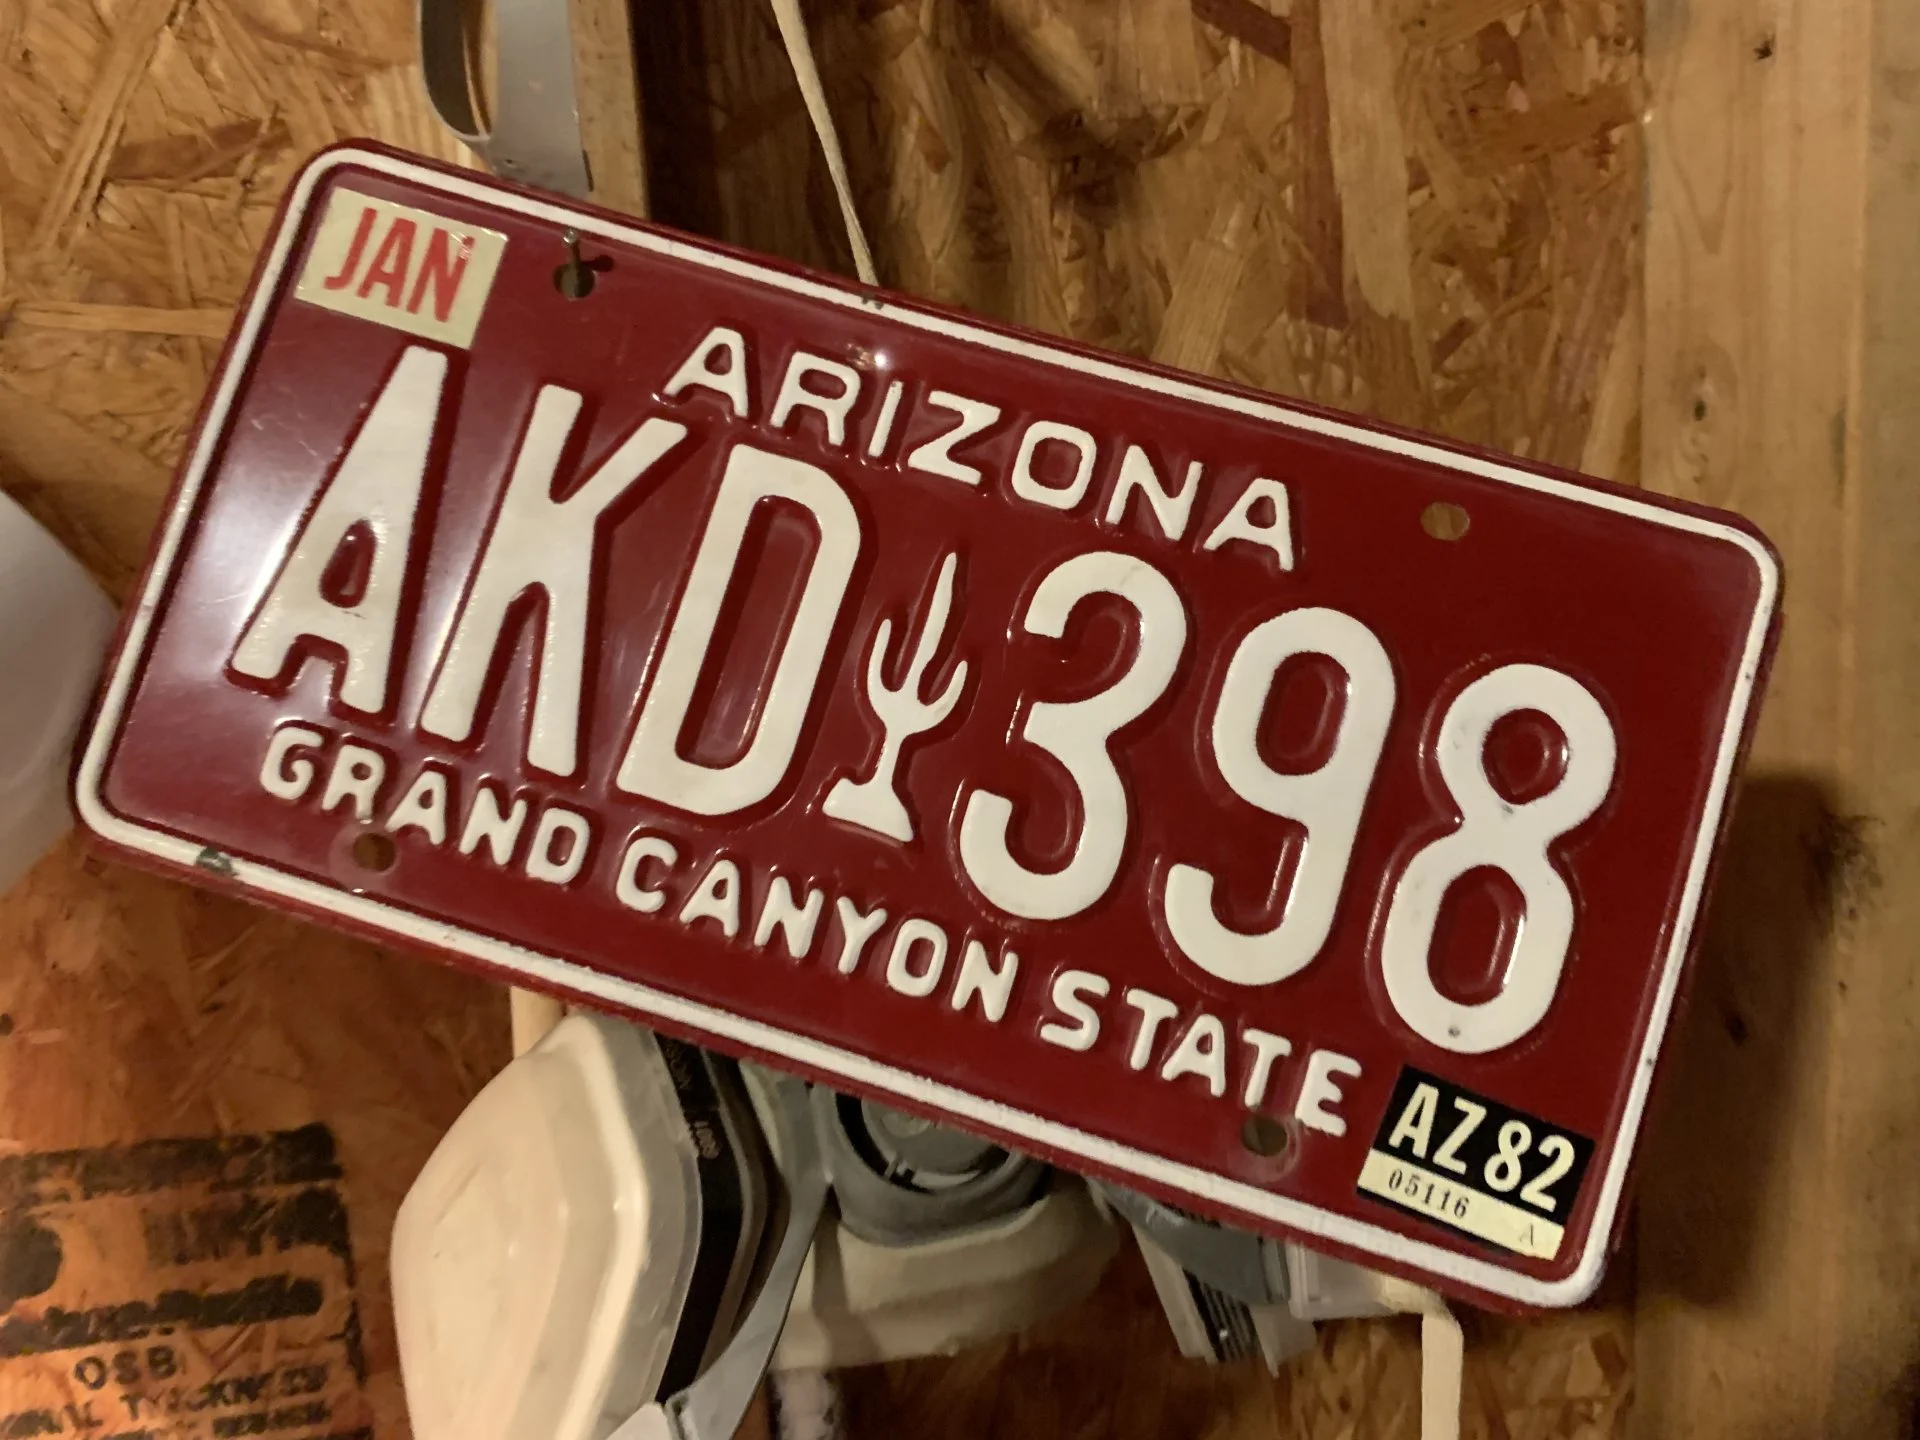 JAN
ARIZONA
AKD 398
GRAND CANYON STATE
AZ 82
05116 A
OSB